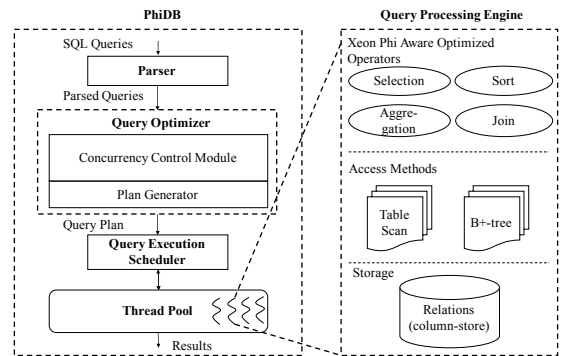 PhiDB
SQL Queries
Parser
Parsed Queries
Query Optimizer
Concurrency Control Module
Plan Generator
Query Plan
Query Execution
Scheduler
Thread Pool
Results
Query Processing Engine
Xeon Phi Aware Optimized
Operators
Selection
Sort
Aggre-
gation
Join
Access Methods
Table
Scan
B+-tree
Storage
Relations
(column-store)